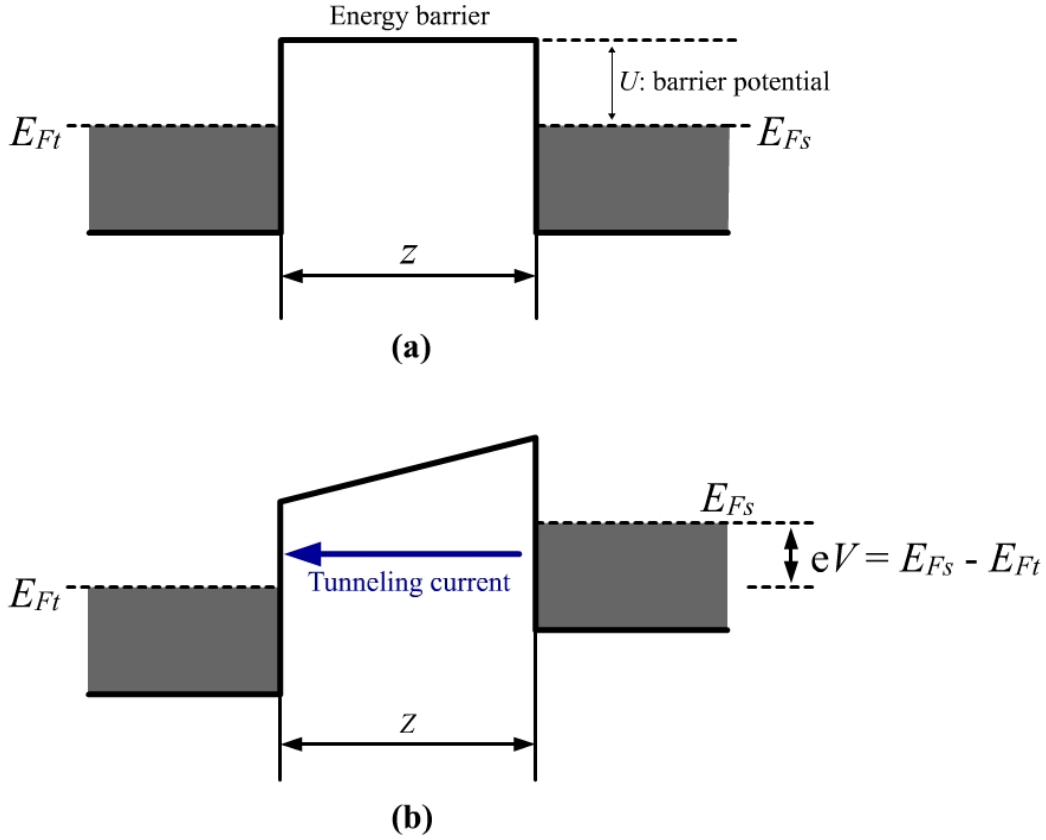 Energy barrier
U: barrier potential
E_Ft
E_Fs
z
(a)
E_Fs
eV = E_Fs - E_Ft
Tunneling current
E_Ft
z
(b)